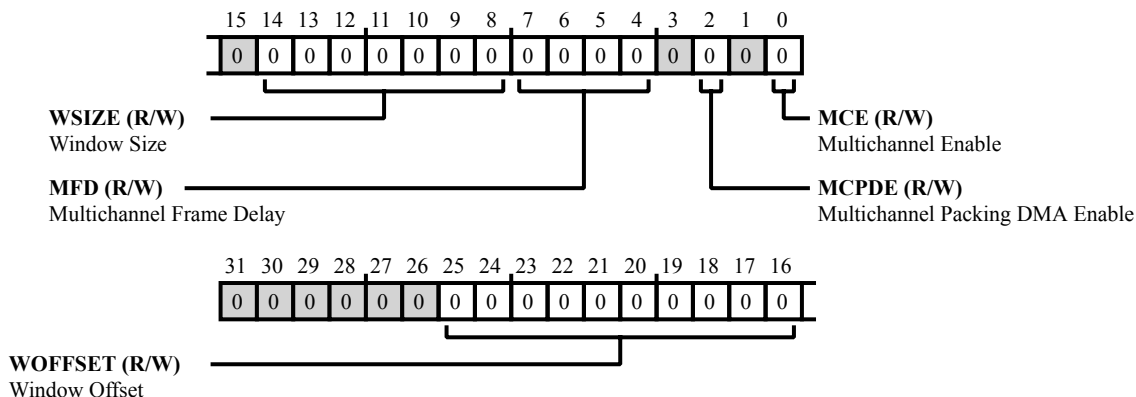 15 14 13 12 11 10 9 8 7 6 5 4 3 2 1 0
0 0 0 0 0 0 0 0 0 0 0 0 0 0 0 0
WSIZE (R/W)
Window Size
MCE (R/W)
Multichannel Enable
MFD (R/W)
Multichannel Frame Delay
MCPDE (R/W)
Multichannel Packing DMA Enable
31 30 29 28 27 26 25 24 23 22 21 20 19 18 17 16
0 0 0 0 0 0 0 0 0 0 0 0 0 0 0 0
WOFFSET (R/W)
Window Offset